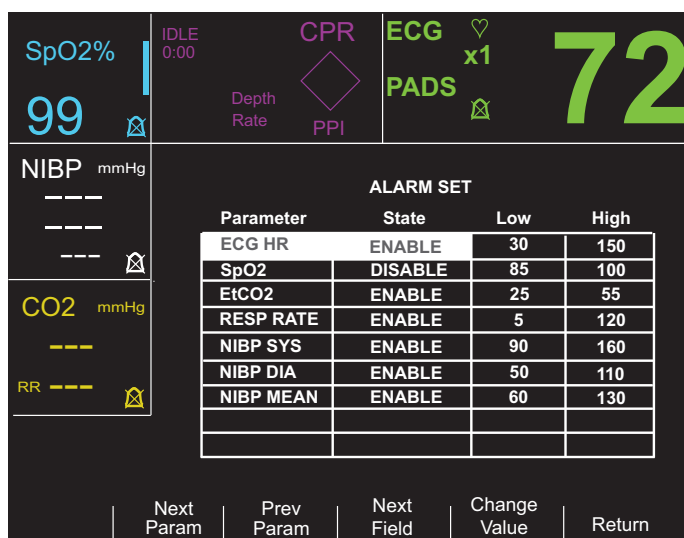 SpO2%
99
IDLE
0:00
CPR
Depth
Rate
PPI
ECG
x1
PADS
72
NIBP mmHg
---
---
---
CO2 mmHg
---
RR ---
ALARM SET
Parameter State Low High
ECG HR ENABLE 30 150
SpO2 DISABLE 85 100
EtCO2 ENABLE 25 55
RESP RATE ENABLE 5 120
NIBP SYS ENABLE 90 160
NIBP DIA ENABLE 50 110
NIBP MEAN ENABLE 60 130
Next Param
Prev Param
Next Field
Change Value
Return